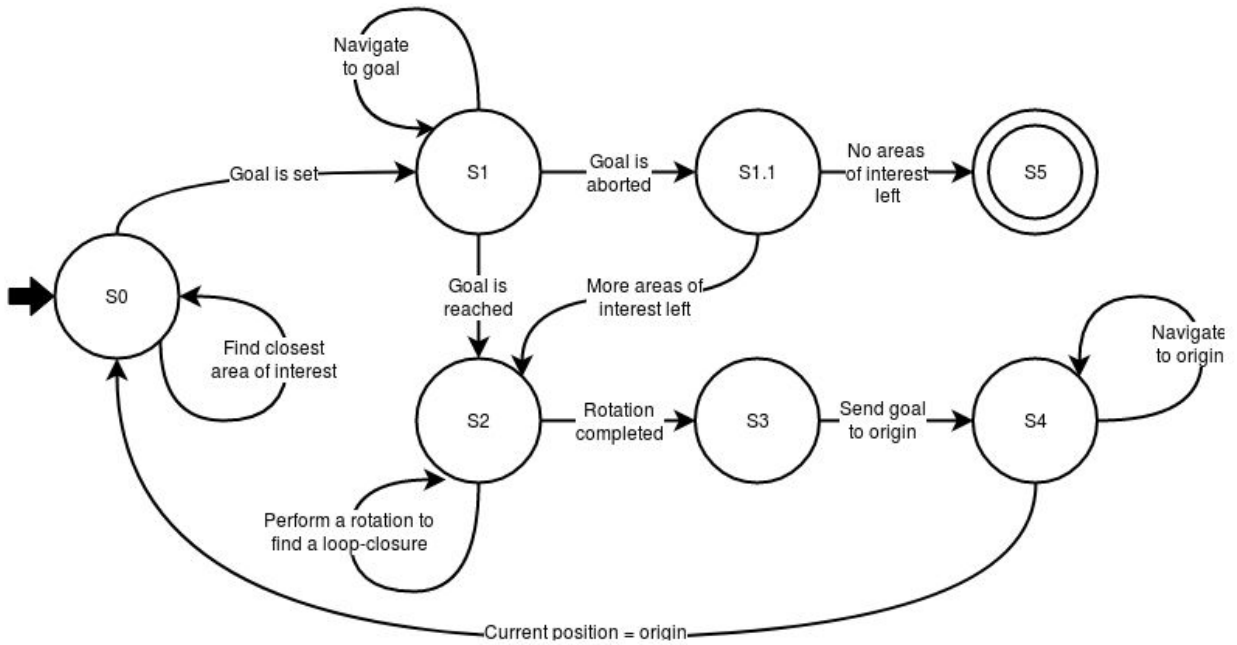 Navigate
to goal
Goal is set
S1
Goal is
aborted
S1.1
No areas
of interest
left
S5
S0
Find closest
area of interest
Goal is
reached
More areas of
interest left
Navigate
to origin
S2
Rotation
completed
S3
Send goal
to origin
S4
Perform a rotation to
find a loop-closure
Current position = origin